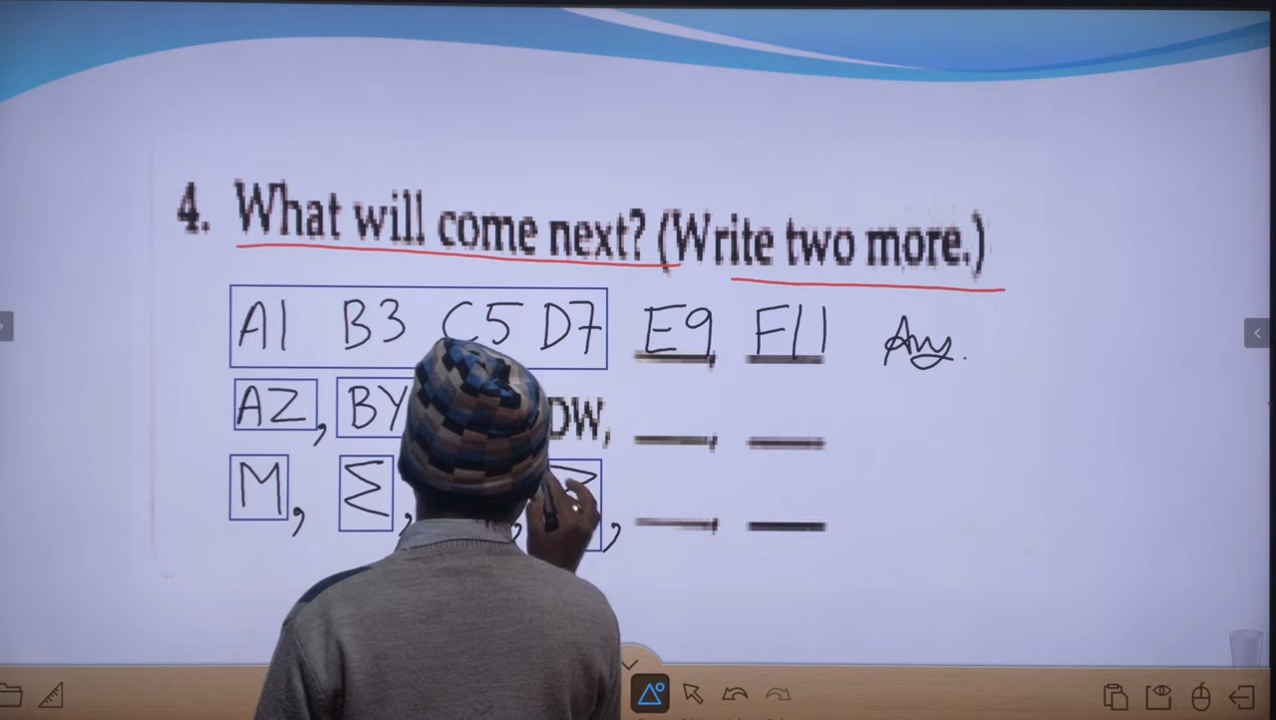 4. What will come next? (Write two more.)
A1 B3 C5 D7 E9 F11 Ans.
AZ, BY DW,
M, Σ, ,